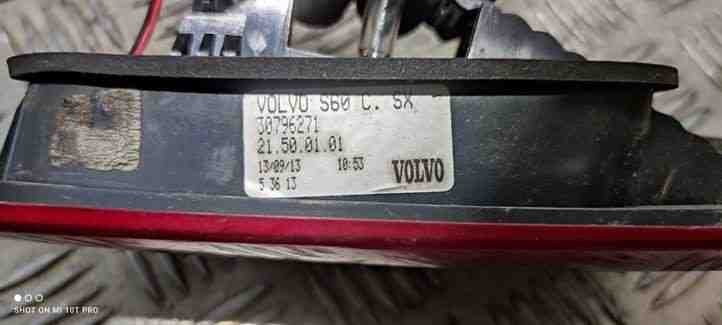 VOLVO S60 C. SX
30796271
21.50.01.01
13/09/13 10:53 VOLVO
5 36 13
SHOT ON MI 10T PRO